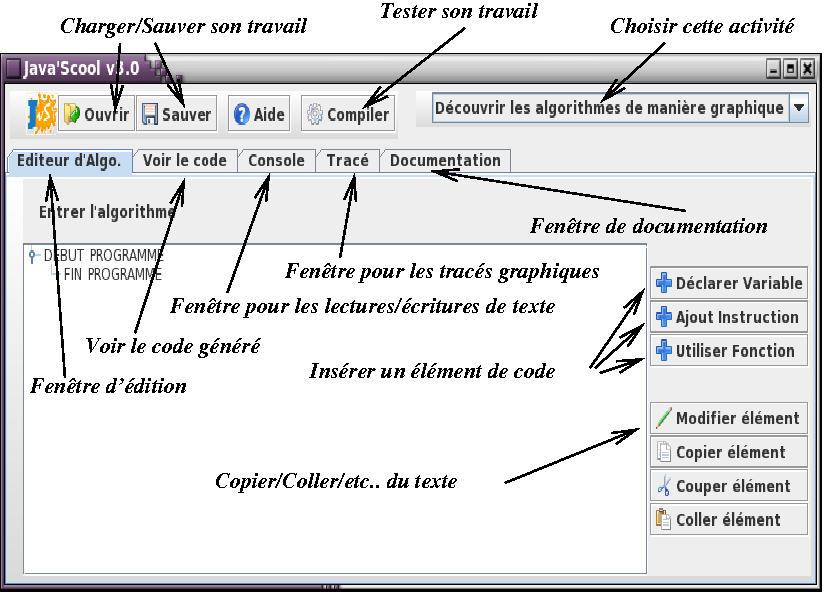 Charger/Sauver son travail
Tester son travail
Choisir cette activité
Java'Scool v3.0
JvS
Ouvrir
Sauver
Aide
Compiler
Découvrir les algorithmes de manière graphique
Editeur d'Algo.
Voir le code
Console
Tracé
Documentation
Entrer l'algorithme
Fenêtre de documentation
DEBUT PROGRAMME
FIN PROGRAMME
Fenêtre pour les tracés graphiques
Déclarer Variable
Fenêtre pour les lectures/écritures de texte
Ajout Instruction
Voir le code généré
Utiliser Fonction
Insérer un élément de code
Fenêtre d'édition
Modifier élément
Copier élément
Copier/Coller/etc.. du texte
Couper élément
Coller élément